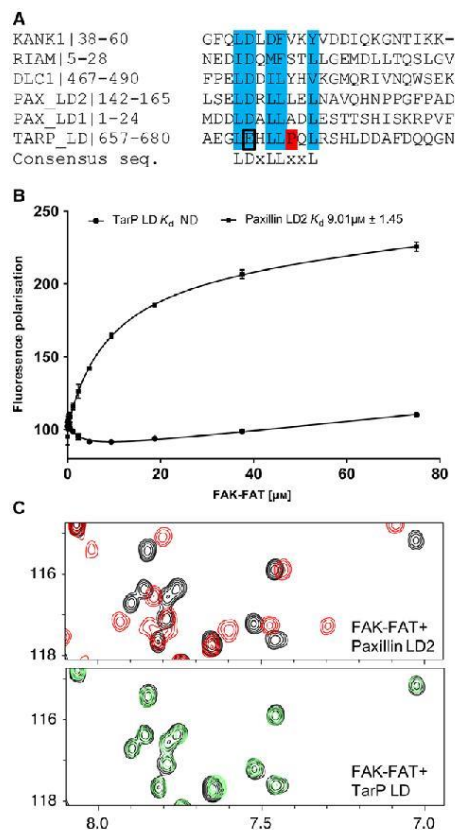 A
KANK1|38-60 GFQLDLDFVKYVDDIQKGNTIKK-
RIAM|5-28 NEDIDQMFSTLLGEMDLLTQSLGV
DLC1|467-490 FPELDDILYHVKGMQRIVNQWSEK
PAX_LD2|142-165 LSELDRLLLELNAVQHNPPGFPAD
PAX_LD1|1-24 MDDLDALLADLESTTSHISKRPVF
TARP_LD|657-680 AEGLEHLLPQLRSHLDDAFDQQGN
Consensus seq. LDxLLxxL
B
TarP LD Kd ND Paxillin LD2 Kd 9.01µM ± 1.45
Fluoresence polarisation
250
200
150
100
0 20 40 60 80
FAK-FAT [µM]
C
116
118
FAK-FAT+
Paxillin LD2
116
118
FAK-FAT+
TarP LD
8.0 7.5 7.0